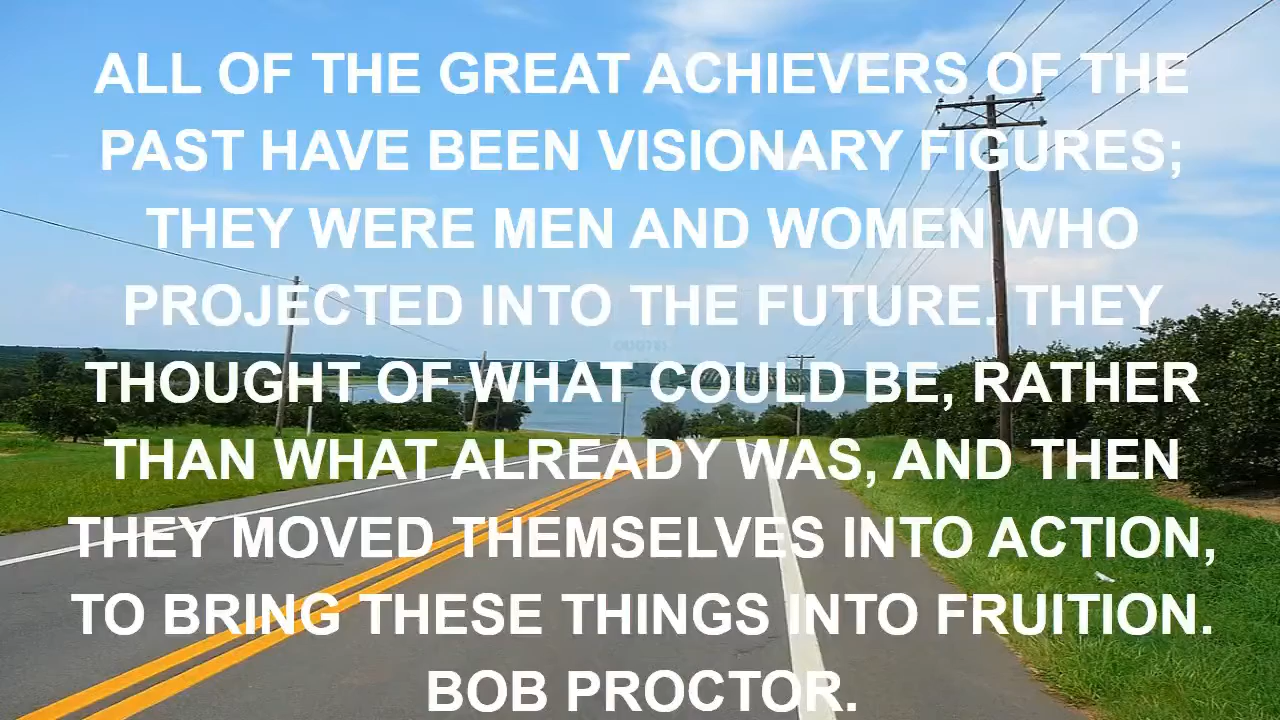 ALL OF THE GREAT ACHIEVERS OF THE
PAST HAVE BEEN VISIONARY FIGURES;
THEY WERE MEN AND WOMEN WHO
PROJECTED INTO THE FUTURE. THEY
THOUGHT OF WHAT COULD BE, RATHER
THAN WHAT ALREADY WAS, AND THEN
THEY MOVED THEMSELVES INTO ACTION,
TO BRING THESE THINGS INTO FRUITION.
BOB PROCTOR.